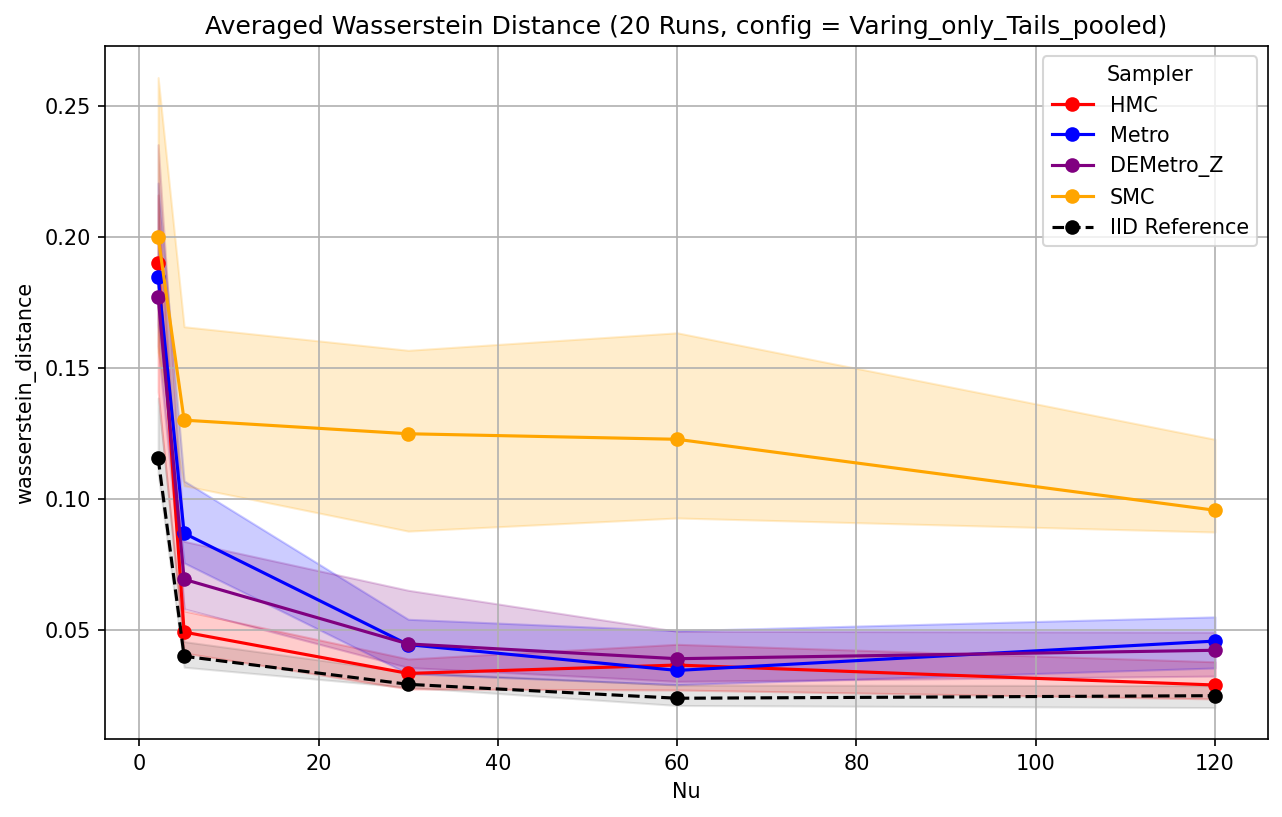 Averaged Wasserstein Distance (20 Runs, config = Varing_only_Tails_pooled)
Sampler
HMC
Metro
DEMetro_Z
SMC
IID Reference
wasserstein_distance
0.25
0.20
0.15
0.10
0.05
0 20 40 60 80 100 120
Nu